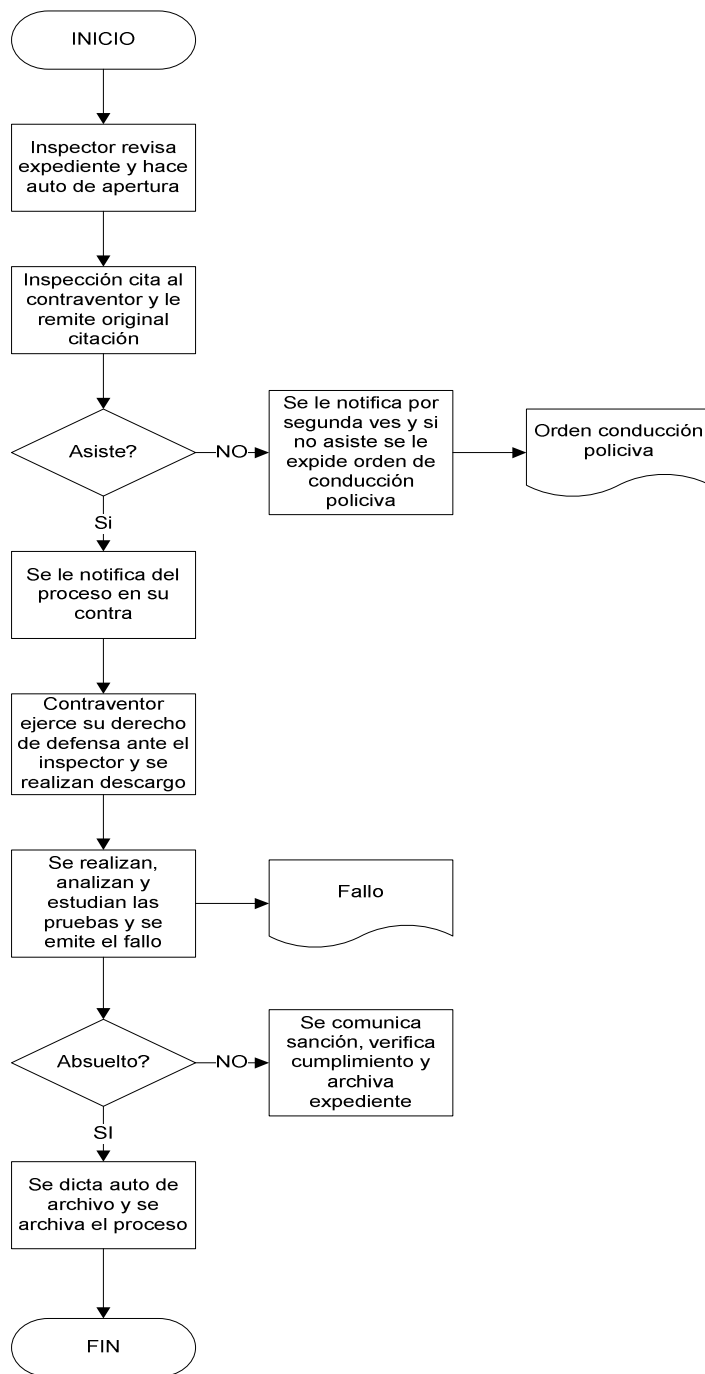 INICIO
Inspector revisa
expediente y hace
auto de apertura
Inspección cita al
contraventor y le
remite original
citación
Asiste?
NO
Se le notifica por
segunda ves y si
no asiste se le
expide orden de
conducción
policiva
Orden conducción
policiva
Si
Se le notifica del
proceso en su
contra
Contraventor
ejerce su derecho
de defensa ante el
inspector y se
realizan descargo
Se realizan,
analizan y
estudian las
pruebas y se
emite el fallo
Fallo
Absuelto?
NO
Se comunica
sanción, verifica
cumplimiento y
archiva
expediente
SI
Se dicta auto de
archivo y se
archiva el proceso
FIN